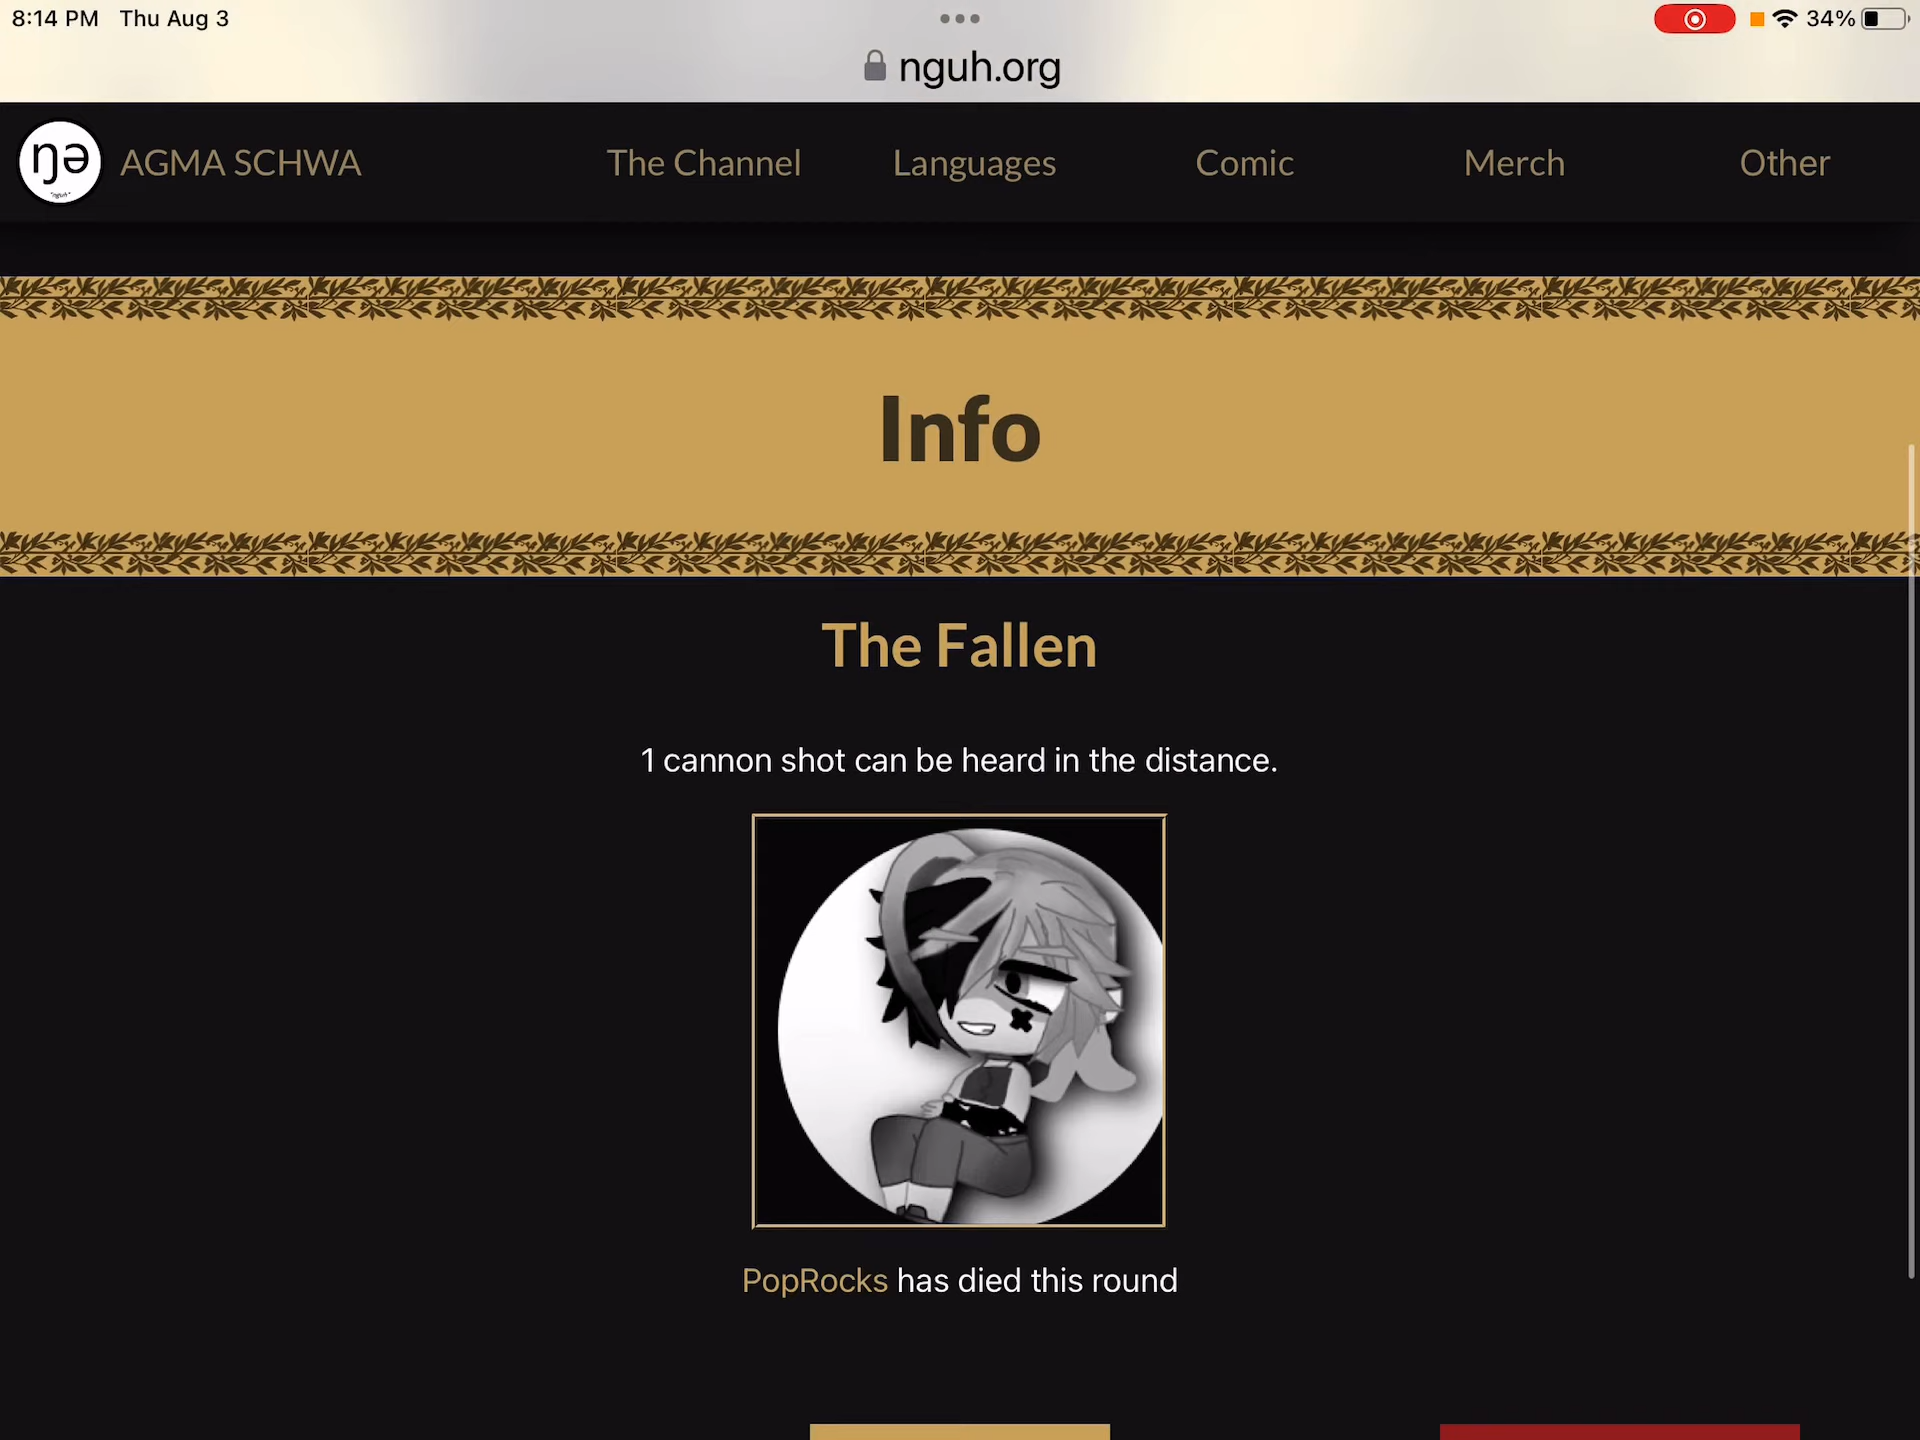 8:14 PM Thu Aug 3
34%
nguh.org
ŋə
AGMA SCHWA
The Channel
Languages
Comic
Merch
Other
Info
The Fallen
1 cannon shot can be heard in the distance.
PopRocks has died this round